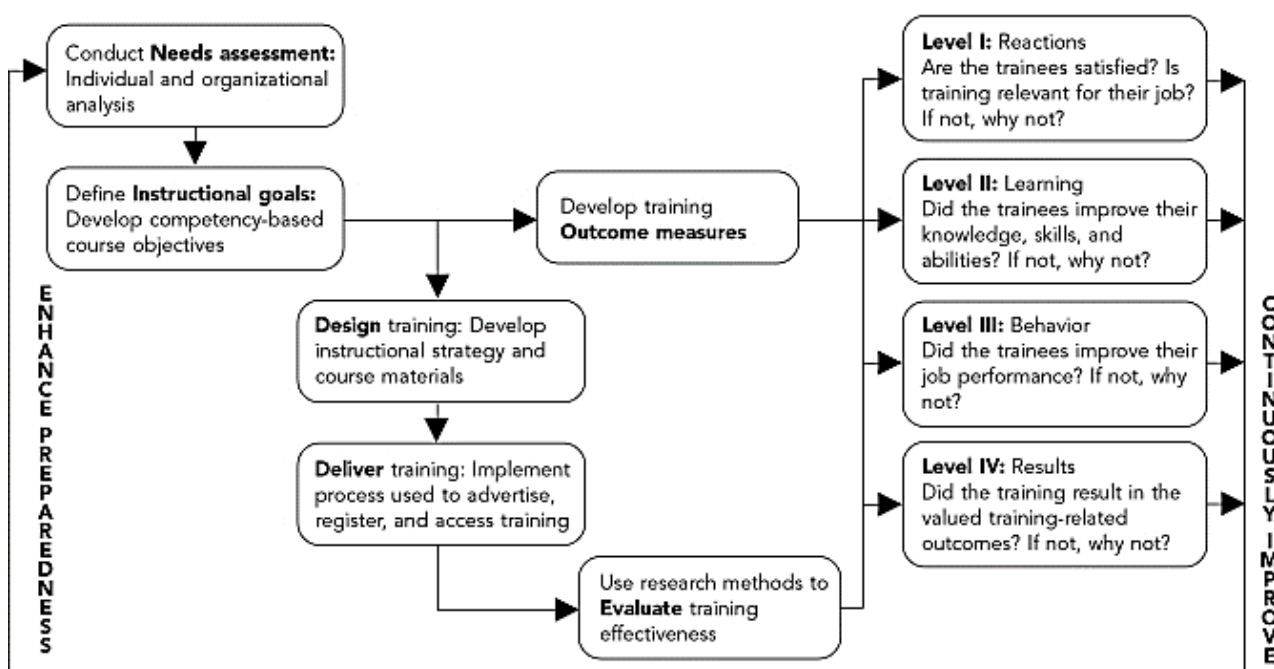 Conduct Needs assessment:
Individual and organizational
analysis
Define Instructional goals:
Develop competency-based
course objectives
Develop training
Outcome measures
Design training: Develop
instructional strategy and
course materials
Deliver training: Implement
process used to advertise,
register, and access training
Use research methods to
Evaluate training
effectiveness
Level I: Reactions
Are the trainees satisfied? Is
training relevant for their job?
If not, why not?
Level II: Learning
Did the trainees improve their
knowledge, skills, and
abilities? If not, why not?
Level III: Behavior
Did the trainees improve their
job performance? If not, why
not?
Level IV: Results
Did the training result in the
valued training-related
outcomes? If not, why not?
ENHANCE PREPAREDNESS
CONTINUOUSLY IMPROVE